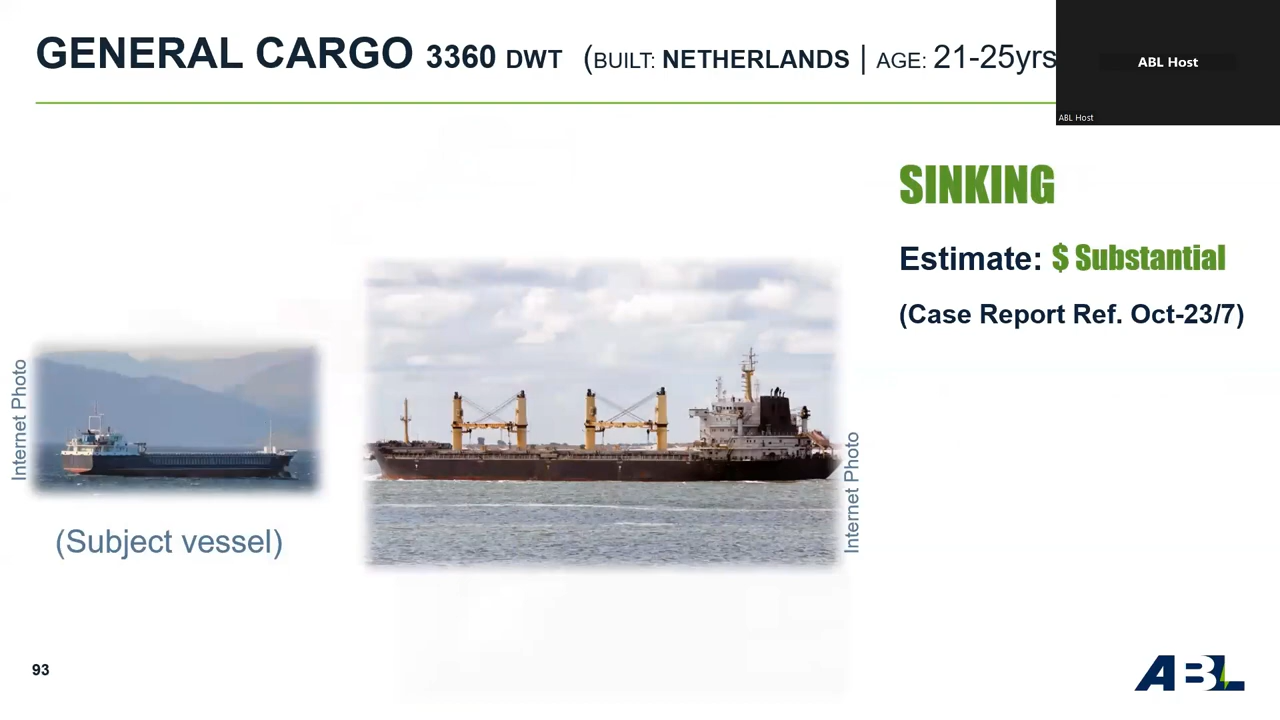 GENERAL CARGO 3360 DWT (BUILT: NETHERLANDS | AGE: 21-25yrs
ABL Host
ABL Host
SINKING
Estimate: $ Substantial
(Case Report Ref. Oct-23/7)
Internet Photo
Internet Photo
(Subject vessel)
93
ABL